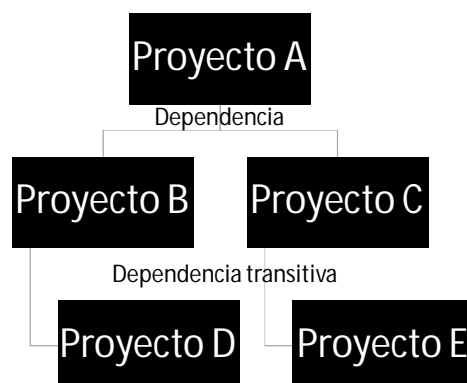 Proyecto A
Dependencia
Proyecto B
Proyecto C
Dependencia transitiva
Proyecto D
Proyecto E